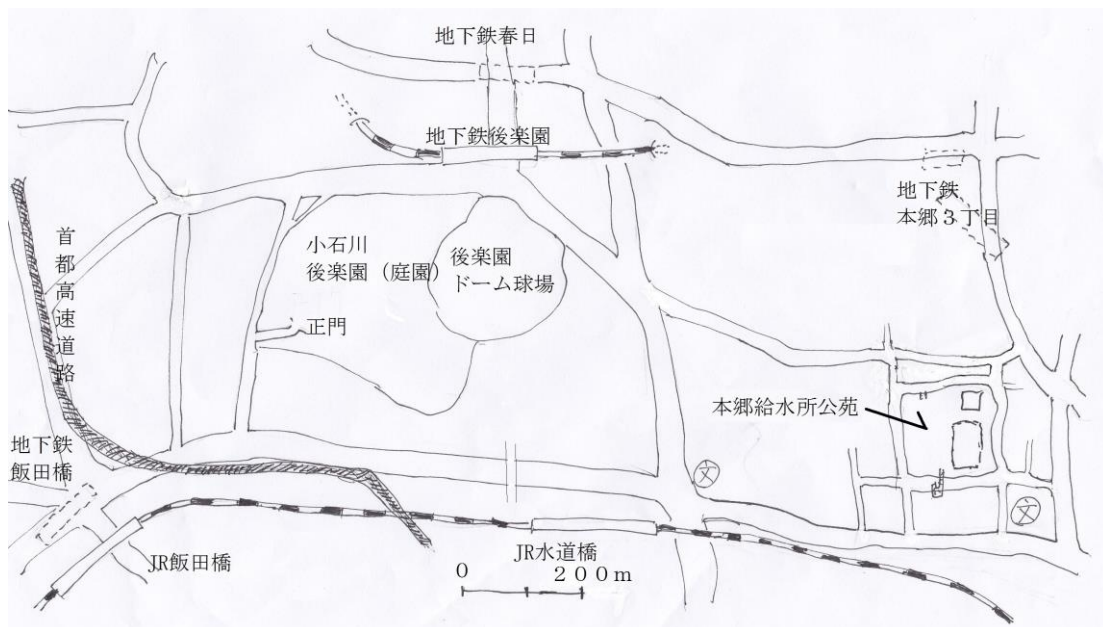 地下鉄春日
地下鉄後楽園
地下鉄
本郷３丁目
首都高速道路
小石川
後楽園（庭園）
後楽園
ドーム球場
正門
本郷給水所公苑
地下鉄
飯田橋
文
文
JR飯田橋
JR水道橋
０ ２００ｍ